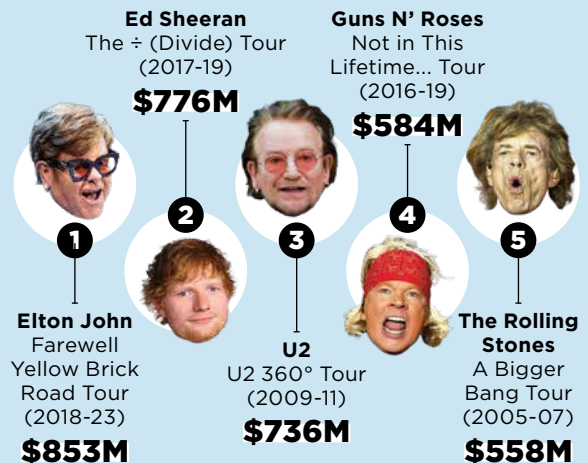 Ed Sheeran
The ÷ (Divide) Tour
(2017-19)
$776M
Guns N’ Roses
Not in This
Lifetime... Tour
(2016-19)
$584M
1
2
3
4
5
Elton John
Farewell
Yellow Brick
Road Tour
(2018-23)
$853M
U2
U2 360° Tour
(2009-11)
$736M
The Rolling
Stones
A Bigger
Bang Tour
(2005-07)
$558M